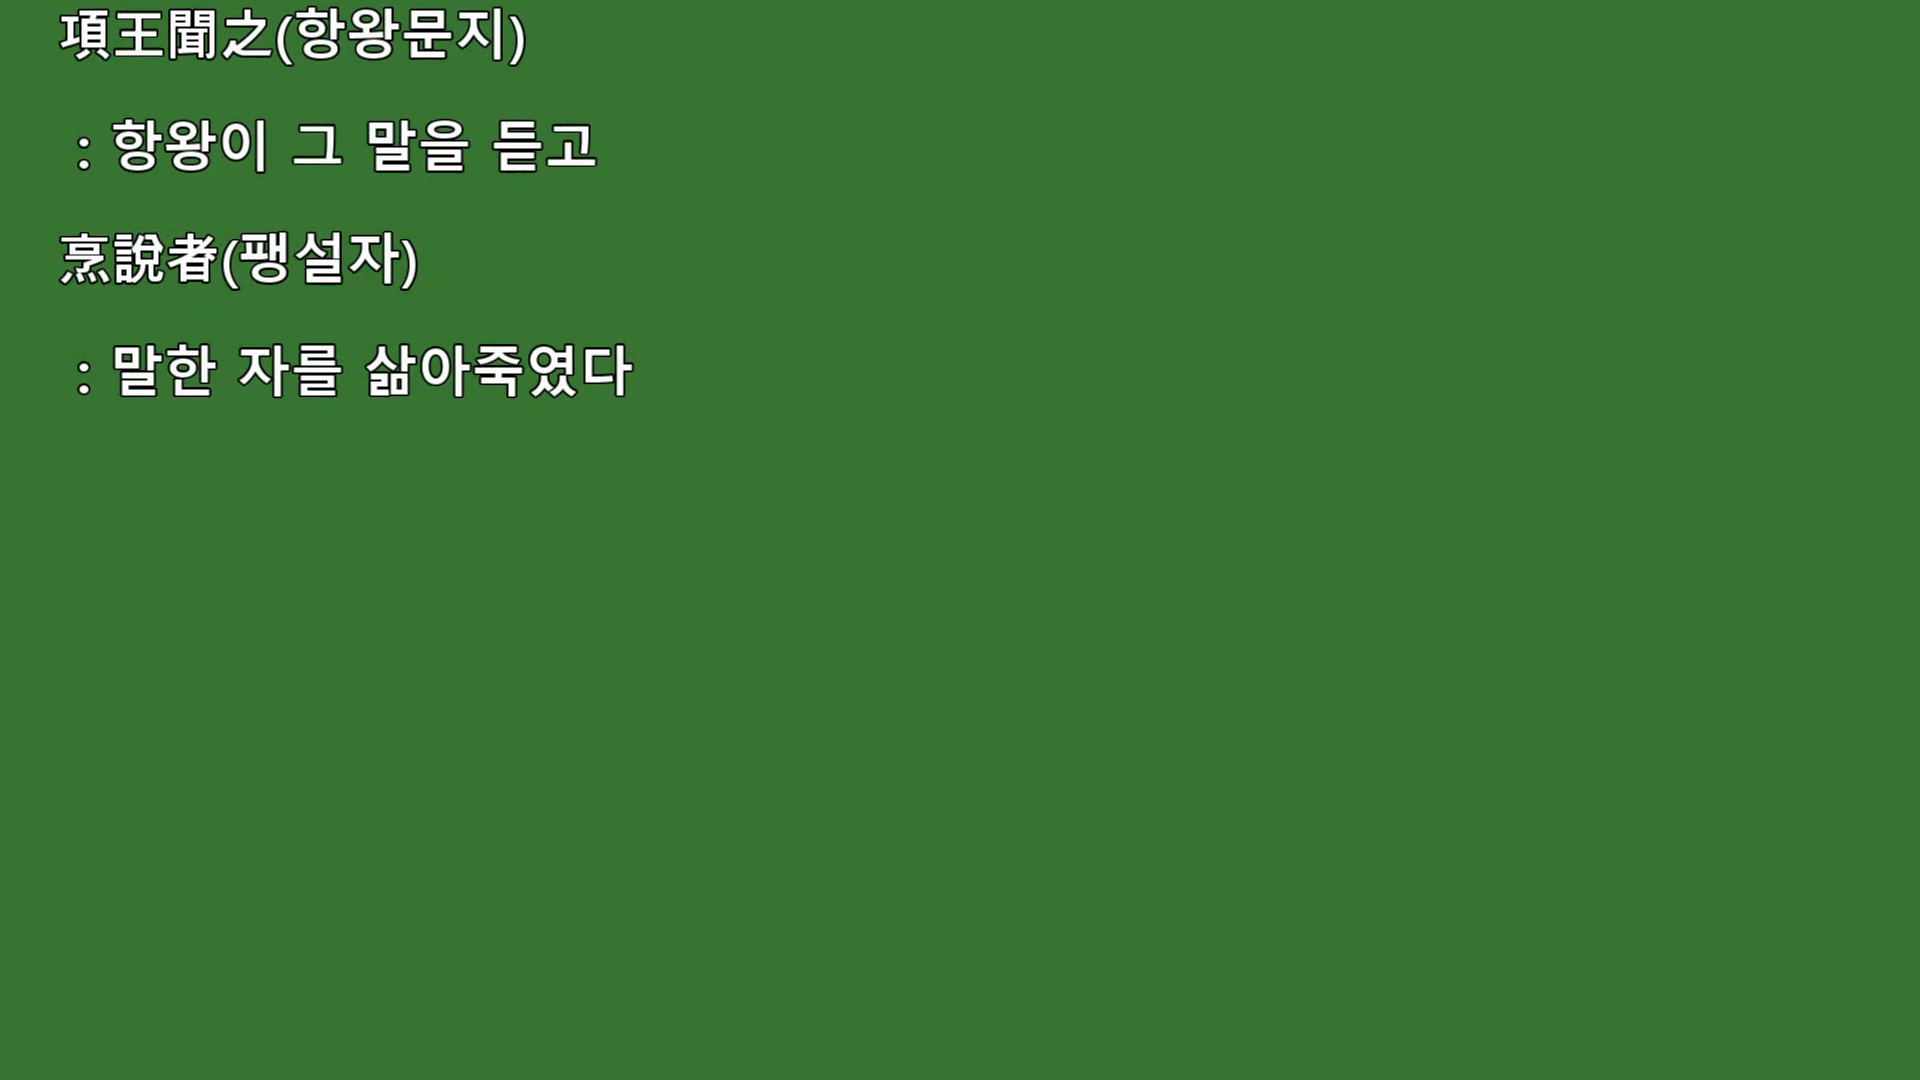 項王聞之(항왕문지)
: 항왕이 그 말을 듣고
烹說者(팽설자)
: 말한 자를 삶아죽였다